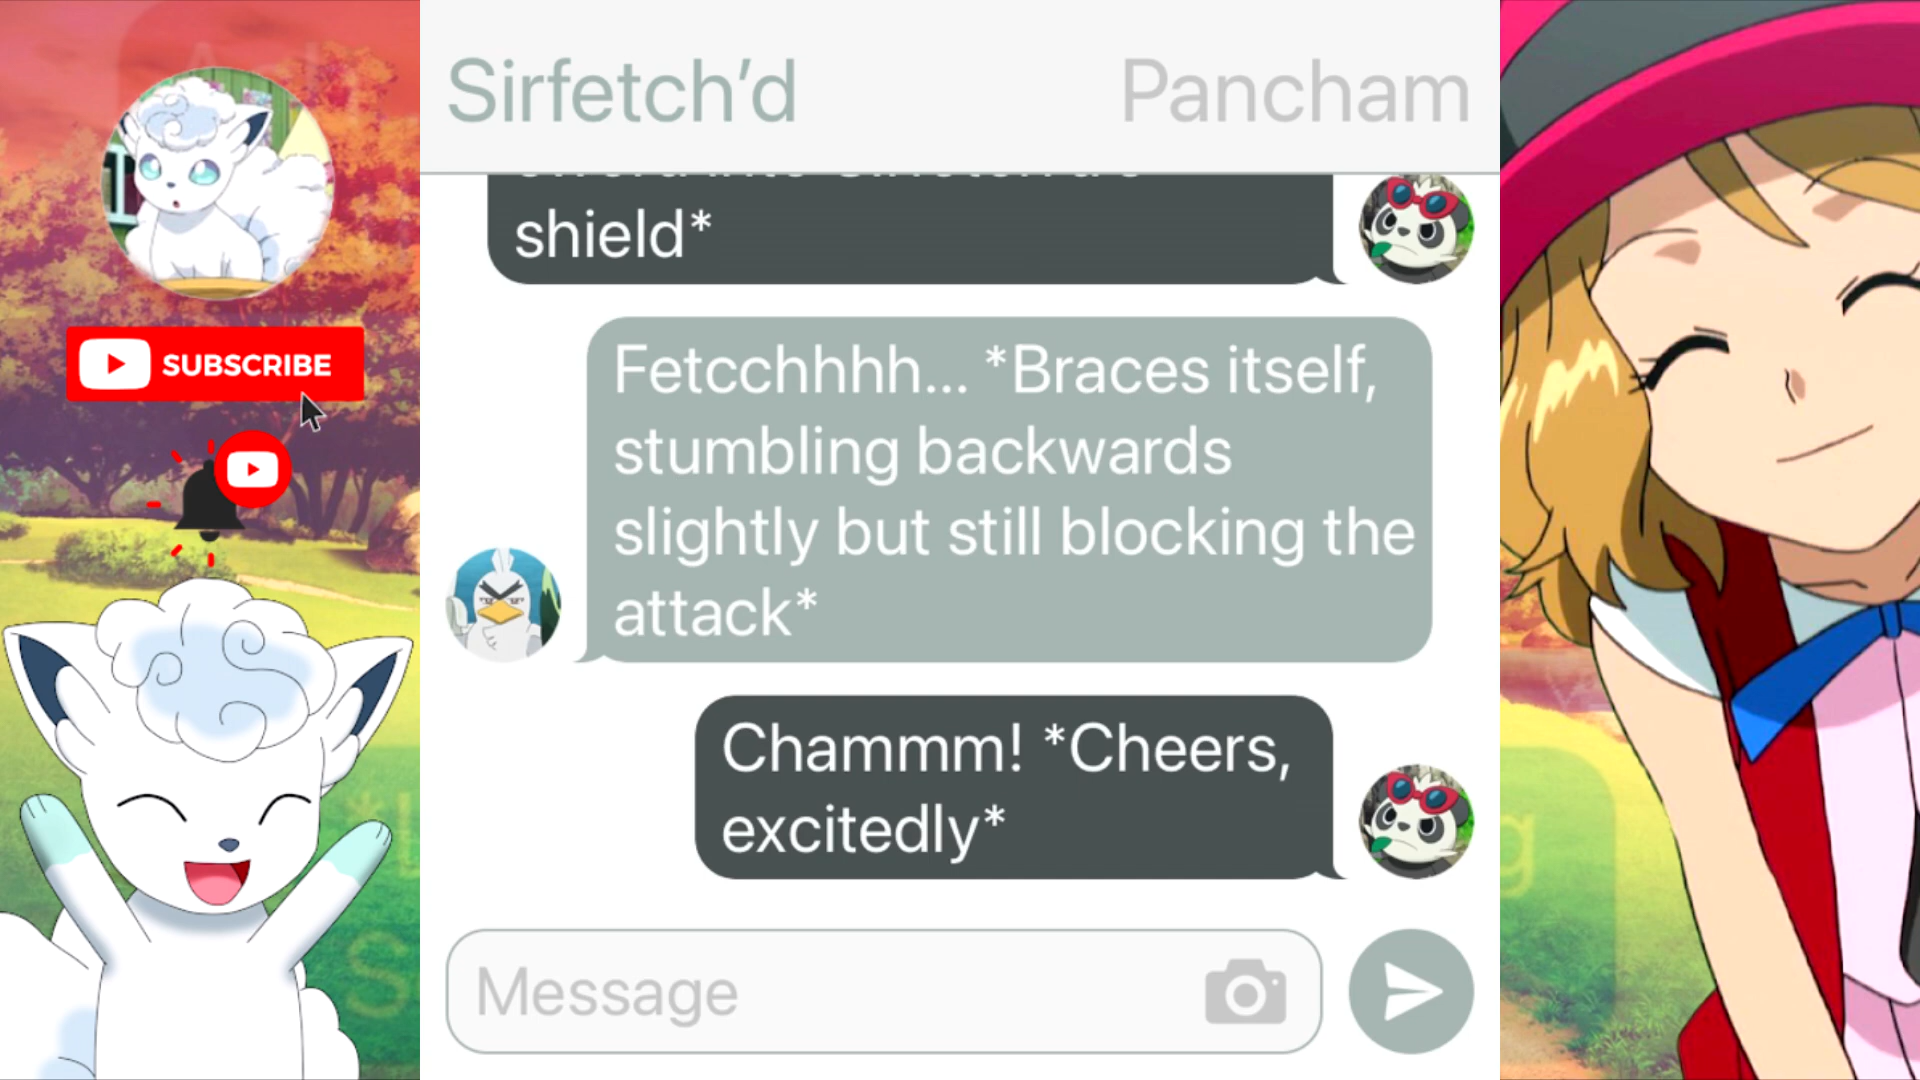 Sirfetch’d
Pancham
shield*
Fetcchhhh... *Braces itself,
stumbling backwards
slightly but still blocking the
attack*
Chammm! *Cheers,
excitedly*
Message
SUBSCRIBE